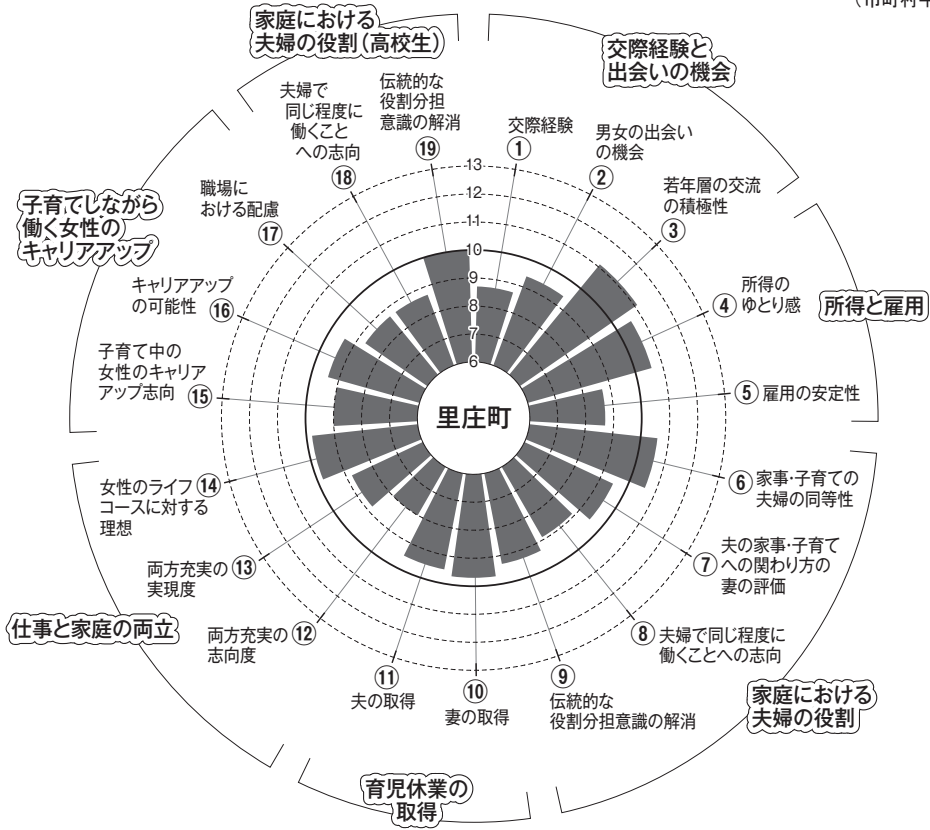 （市町村平
家庭における
夫婦の役割（高校生）
交際経験と
出会いの機会
所得と雇用
家庭における
夫婦の役割
育児休業の
取得
仕事と家庭の両立
子育てしながら
働く女性の
キャリアアップ
交際経験
①
男女の出会い
の機会
②
若年層の交流
の積極性
③
④ 所得の
ゆとり感
⑤ 雇用の安定性
⑥ 家事・子育ての
夫婦の同等性
⑦ 夫の家事・子育て
への関わり方の
妻の評価
⑧ 夫婦で同じ程度に
働くことへの志向
⑨
伝統的な
役割分担意識の解消
⑩
妻の取得
⑪
夫の取得
両方充実の ⑫
志向度
両方充実の ⑬
実現度
女性のライフ ⑭
コースに対する
理想
子育て中の
女性のキャリア
アップ志向 ⑮
キャリアアップ
の可能性 ⑯
職場に
おける配慮
⑰
夫婦で
同じ程度に
働くこと
への志向
⑱
伝統的な
役割分担
意識の解消
⑲
13
12
11
10
9
8
7
6
里庄町